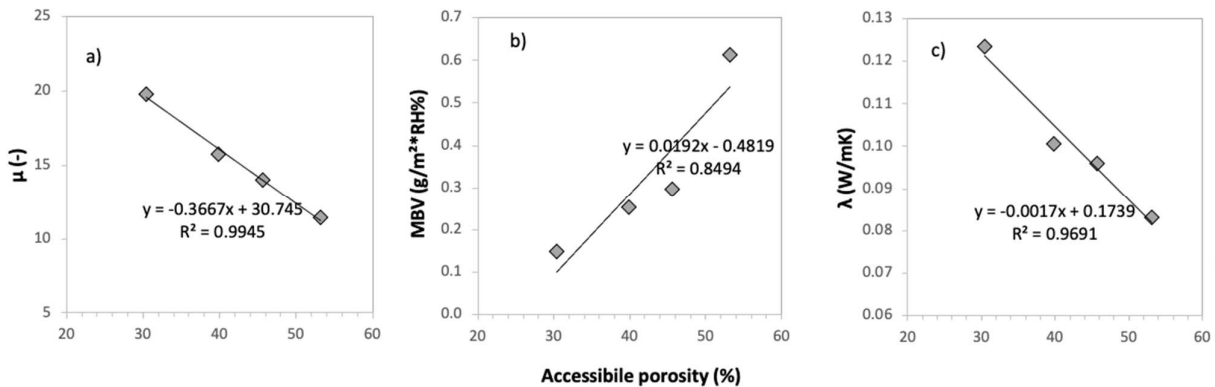 a)
μ (-)
25
20
15
10
5
20
30
40
50
60
y = -0.3667x + 30.745
R² = 0.9945
b)
MBV (g/m²*RH%)
0.7
0.6
0.5
0.4
0.3
0.2
0.1
0.0
20
30
40
50
60
y = 0.0192x - 0.4819
R² = 0.8494
Accessibile porosity (%)
c)
λ (W/mK)
0.13
0.12
0.11
0.10
0.09
0.08
0.07
0.06
20
30
40
50
60
y = -0.0017x + 0.1739
R² = 0.9691